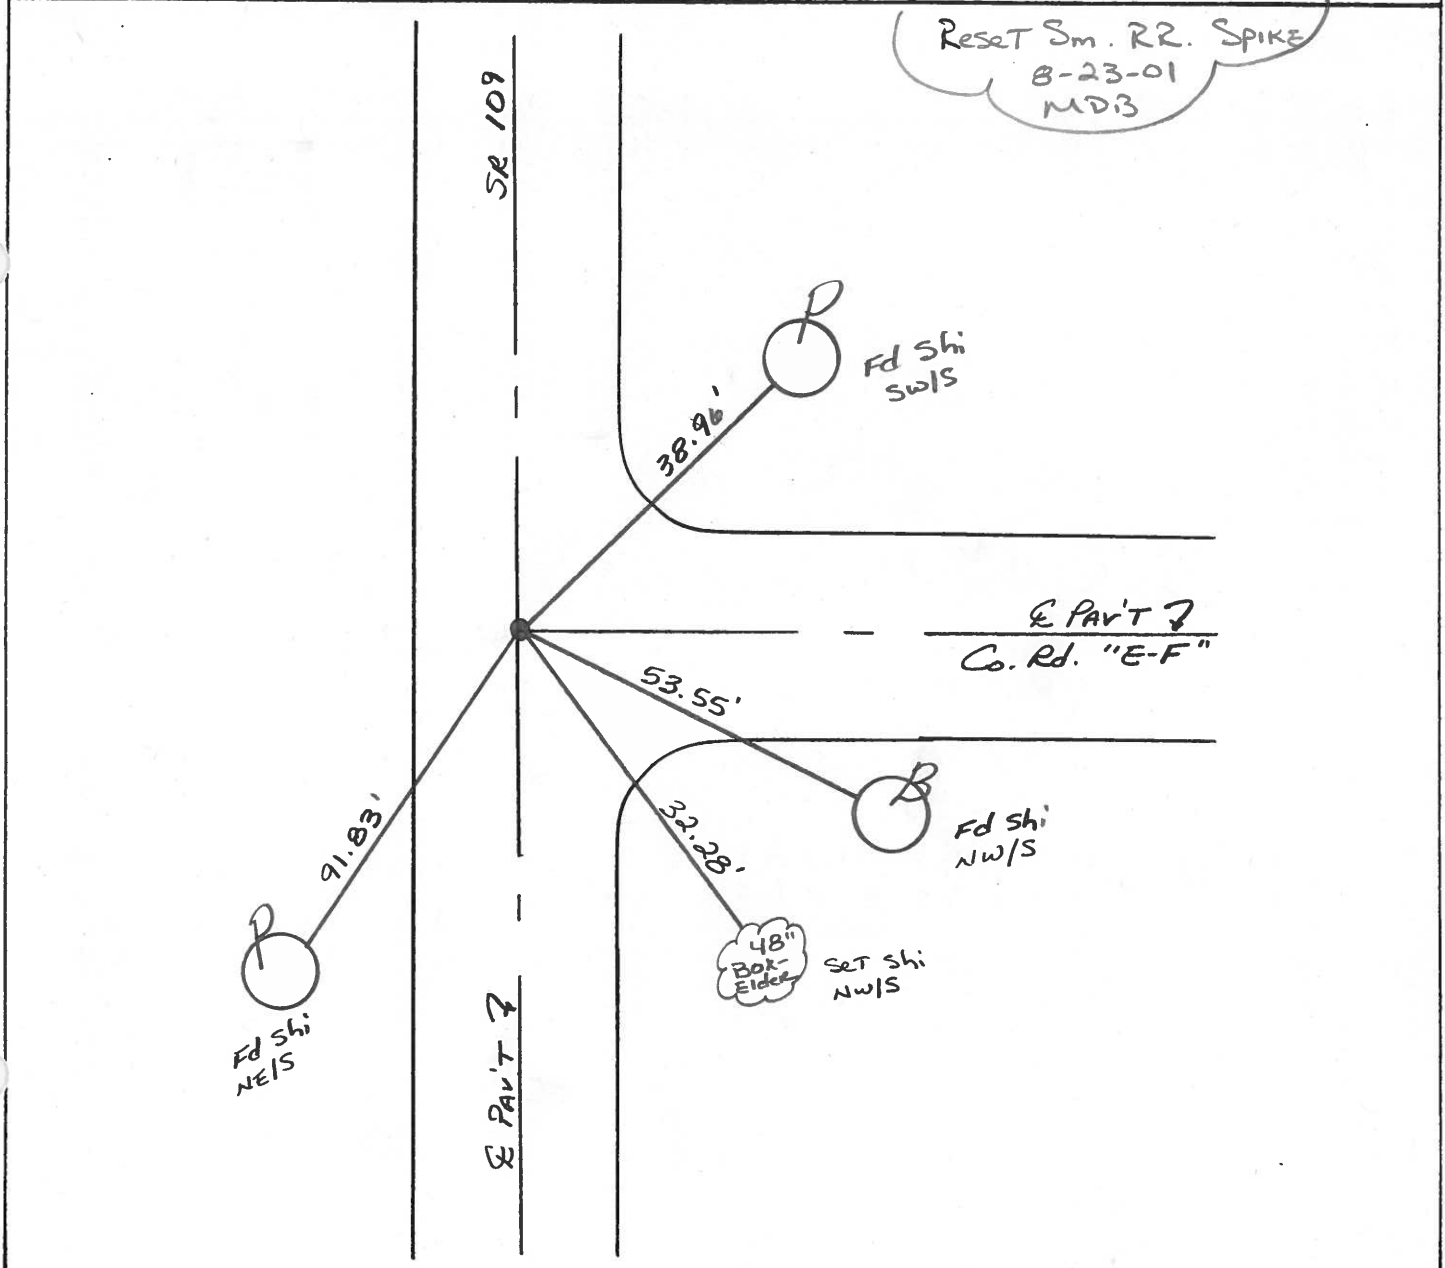 Reset Sm. RR. Spike
8-23-01
MDB
SR 109
P
Fd Shi
SW/S
38.96'
℄ Pav't
Co. Rd. "E-F"
53.55'
B
Fd Shi
NW/S
32.28'
48"
Box-
Elder
Set Shi
NW/S
91.83'
P
Fd Shi
NE/S
℄ Pav't